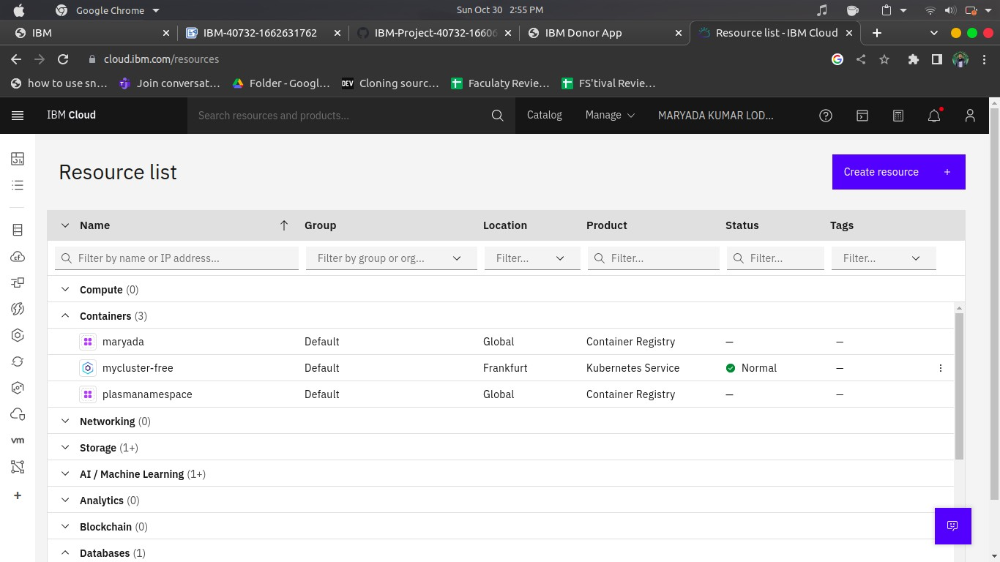 Google Chrome
Sun Oct 30 2:55 PM
IBM
IBM-40732-1662631762
IBM-Project-40732-16606
IBM Donor App
Resource list - IBM Cloud
cloud.ibm.com/resources
how to use sn...
Join conversat...
Folder - Googl...
DEV
Cloning sourc...
Faculaty Revie...
FS'tival Revie...
IBM Cloud
Search resources and products...
Catalog
Manage
MARYADA KUMAR LOD...
Resource list
Create resource +
Name Group Location Product Status Tags
Filter by name or IP address... Filter by group or org... Filter... Filter... Filter... Filter...
Compute (0)
Containers (3)
maryada Default Global Container Registry — —
mycluster-free Default Frankfurt Kubernetes Service Normal —
plasmanamespace Default Global Container Registry — —
Networking (0)
Storage (1+)
AI / Machine Learning (1+)
Analytics (0)
Blockchain (0)
Databases (1)
vm